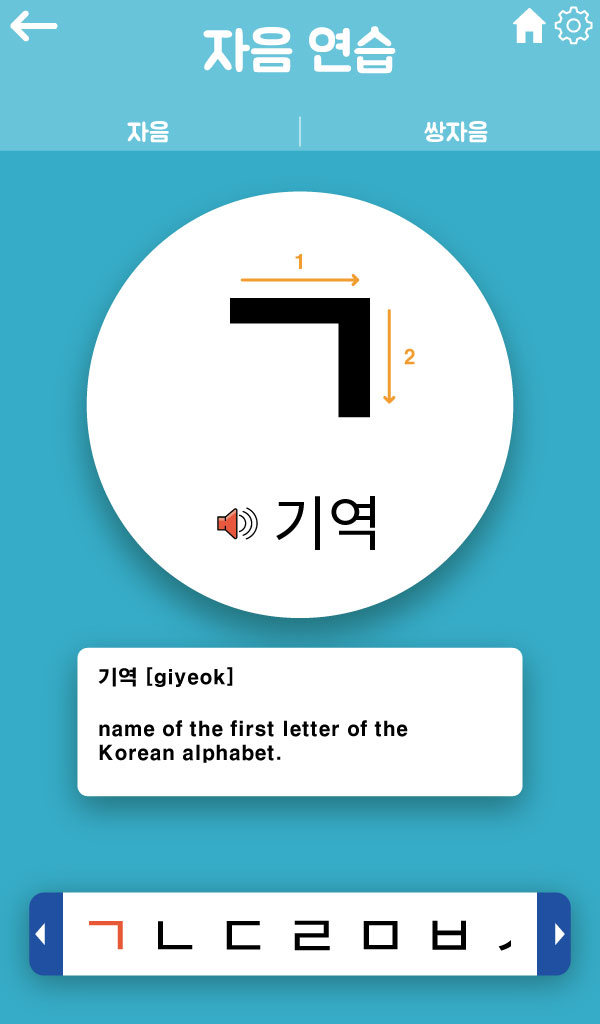 자음 연습
자음 쌍자음
1
ㄱ
2
기역
기역 [giyeok]
name of the first letter of the
Korean alphabet.
ㄱ ㄴ ㄷ ㄹ ㅁ ㅂ